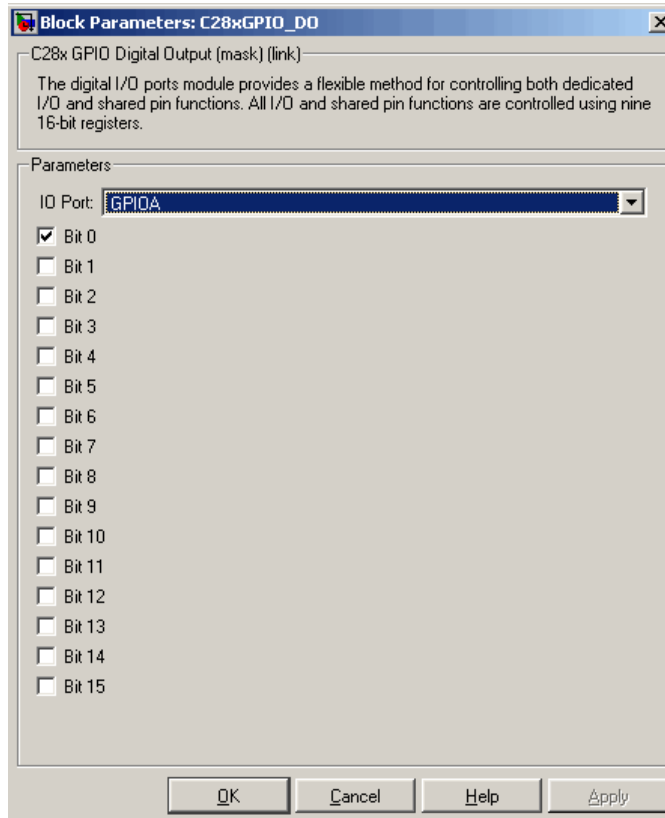 Block Parameters: C28xGPIO_DO
C28x GPIO Digital Output (mask) (link)
The digital I/O ports module provides a flexible method for controlling both dedicated
I/O and shared pin functions. All I/O and shared pin functions are controlled using nine
16-bit registers.
Parameters
IO Port: GPIOA
Bit 0
Bit 1
Bit 2
Bit 3
Bit 4
Bit 5
Bit 6
Bit 7
Bit 8
Bit 9
Bit 10
Bit 11
Bit 12
Bit 13
Bit 14
Bit 15
OK Cancel Help Apply